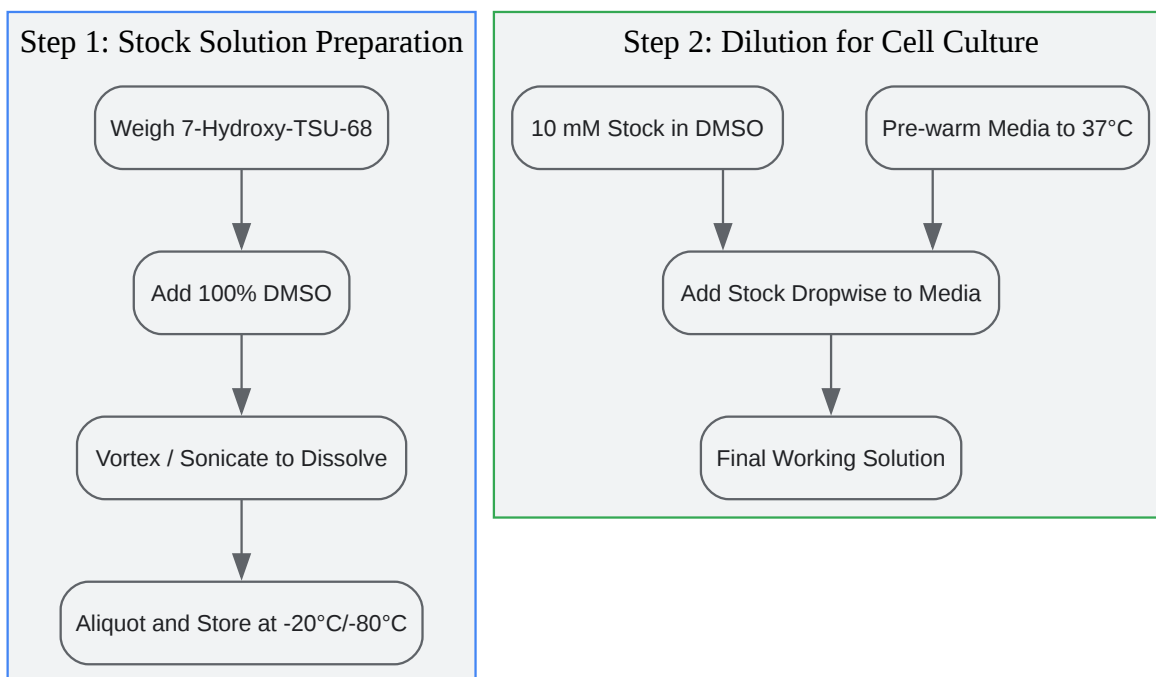 Step 1: Stock Solution Preparation
Weigh 7-Hydroxy-TSU-68
Add 100% DMSO
Vortex / Sonicate to Dissolve
Aliquot and Store at -20°C/-80°C
Step 2: Dilution for Cell Culture
10 mM Stock in DMSO
Pre-warm Media to 37°C
Add Stock Dropwise to Media
Final Working Solution